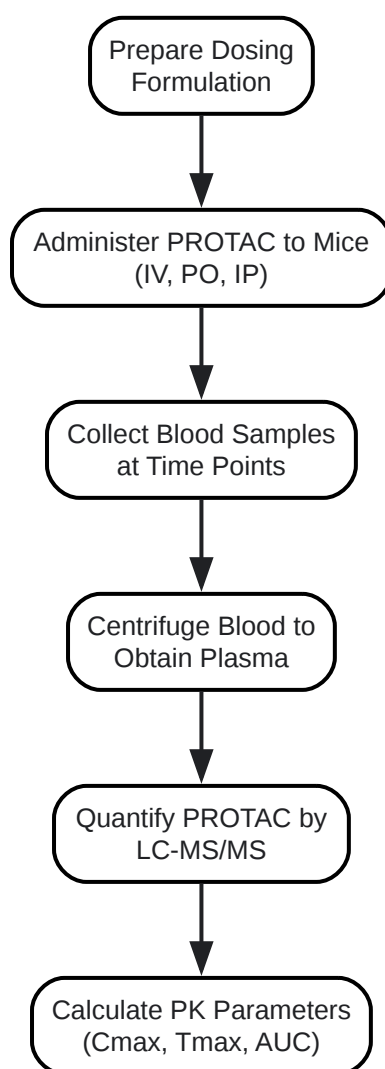 Prepare Dosing
Formulation
Administer PROTAC to Mice
(IV, PO, IP)
Collect Blood Samples
at Time Points
Centrifuge Blood to
Obtain Plasma
Quantify PROTAC by
LC-MS/MS
Calculate PK Parameters
(Cmax, Tmax, AUC)